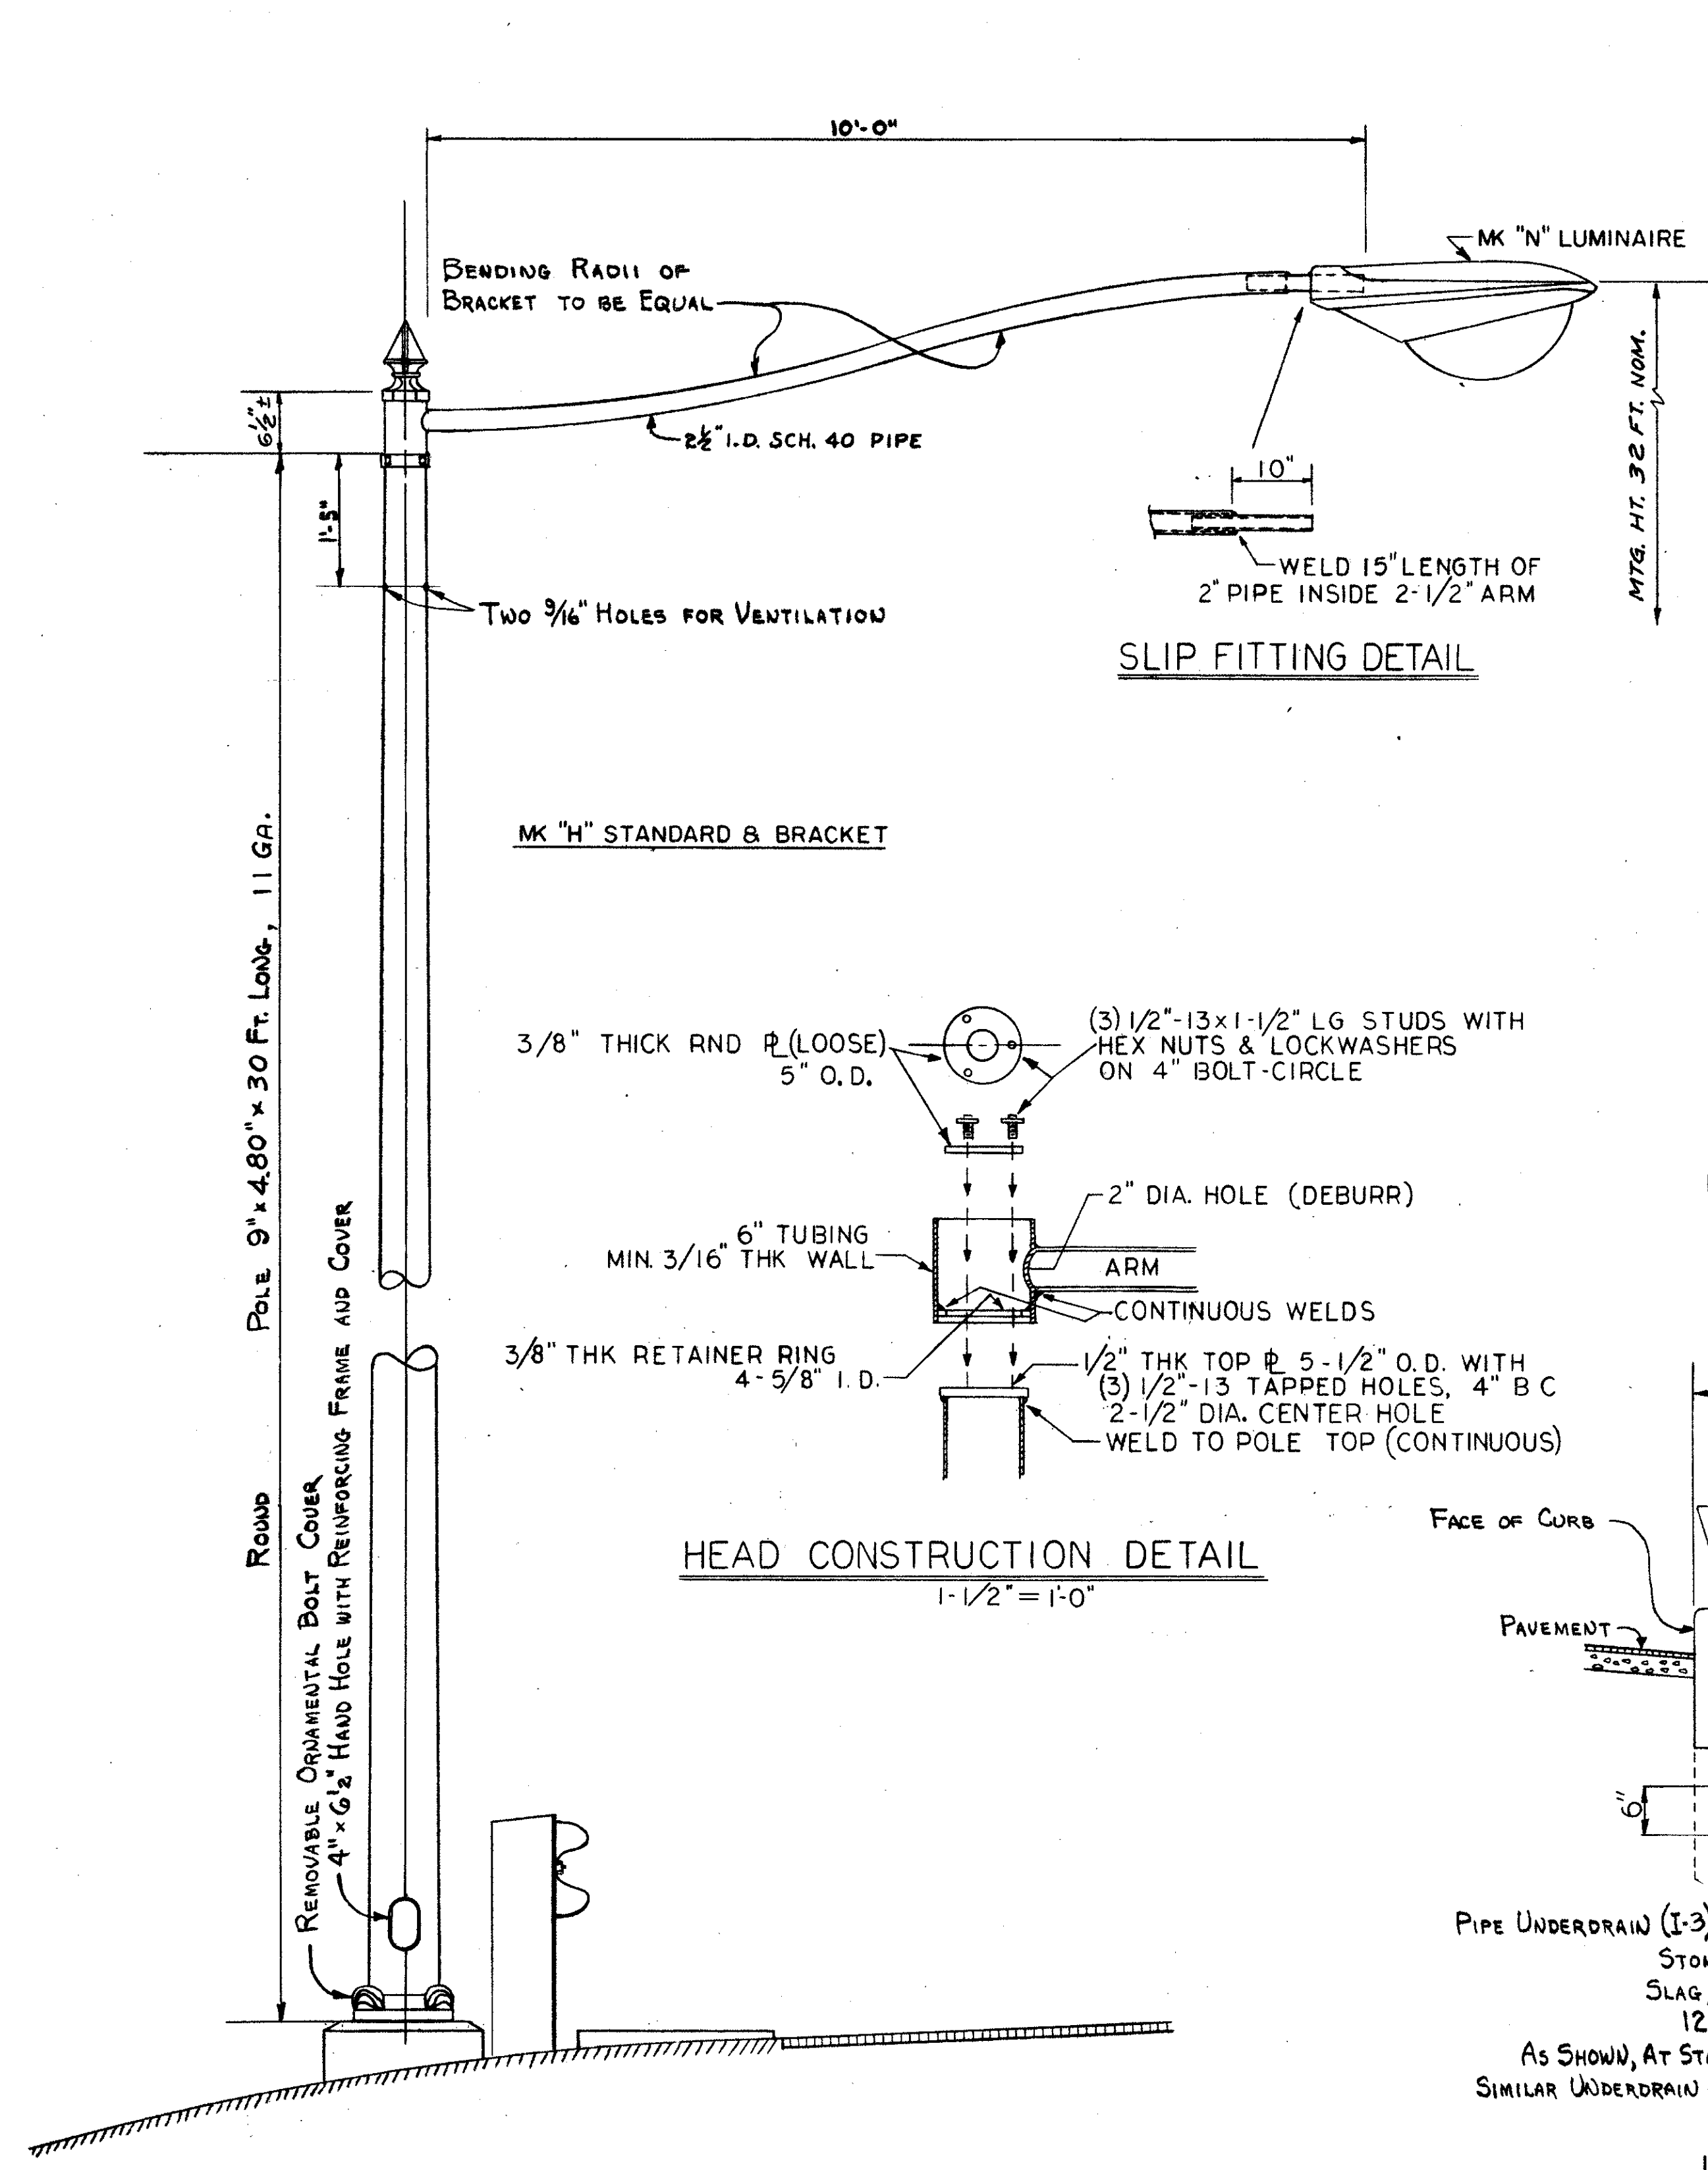 10'-0"
MK "N" LUMINAIRE
BENDING RADII OF
BRACKET TO BE EQUAL
6½"±
2½" I.D. SCH. 40 PIPE
MTG. HT. 32 FT. NOM.
1'-5"
10"
WELD 15" LENGTH OF
2" PIPE INSIDE 2-1/2" ARM
TWO 9/16" HOLES FOR VENTILATION
SLIP FITTING DETAIL
MK "H" STANDARD & BRACKET
ROUND POLE 9" x 4.80" x 30 FT. LONG, 11 GA.
3/8" THICK RND ℄ (LOOSE)
5" O.D.
(3) 1/2"-13x1-1/2" LG STUDS WITH
HEX NUTS & LOCKWASHERS
ON 4" BOLT-CIRCLE
2" DIA. HOLE (DEBURR)
6" TUBING
MIN. 3/16" THK WALL
ARM
CONTINUOUS WELDS
3/8" THK RETAINER RING
4-5/8" I.D.
1/2" THK TOP ℄ 5-1/2" O.D. WITH
(3) 1/2"-13 TAPPED HOLES, 4" B C
2-1/2" DIA. CENTER HOLE
WELD TO POLE TOP (CONTINUOUS)
HEAD CONSTRUCTION DETAIL
1-1/2" = 1'-0"
REMOVABLE ORNAMENTAL BOLT COVER
4" x 6½" HAND HOLE WITH REINFORCING FRAME AND COVER
FACE OF CURB
PAVEMENT
6"
PIPE UNDERDRAIN (I-3)
SLAG
12
AS SHOWN, AT
SIMILAR UNDERDRAIN